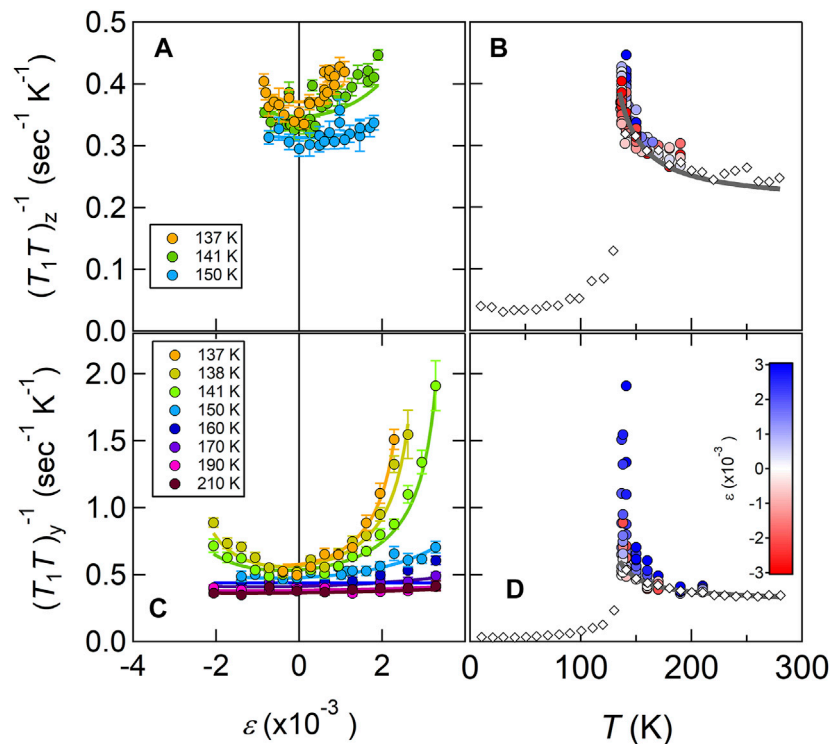 A
B
0.5
0.4
0.3
0.2
0.1
0.0
(T₁T)z⁻¹ (sec⁻¹ K⁻¹)
137 K
141 K
150 K
C
D
2.0
1.5
1.0
0.5
0.0
(T₁T)y⁻¹ (sec⁻¹ K⁻¹)
137 K
138 K
141 K
150 K
160 K
170 K
190 K
210 K
3
2
1
0
-1
-2
-3
ε (x10⁻³)
-4
-2
0
2
0
100
200
300
ε (x10⁻³)
T (K)